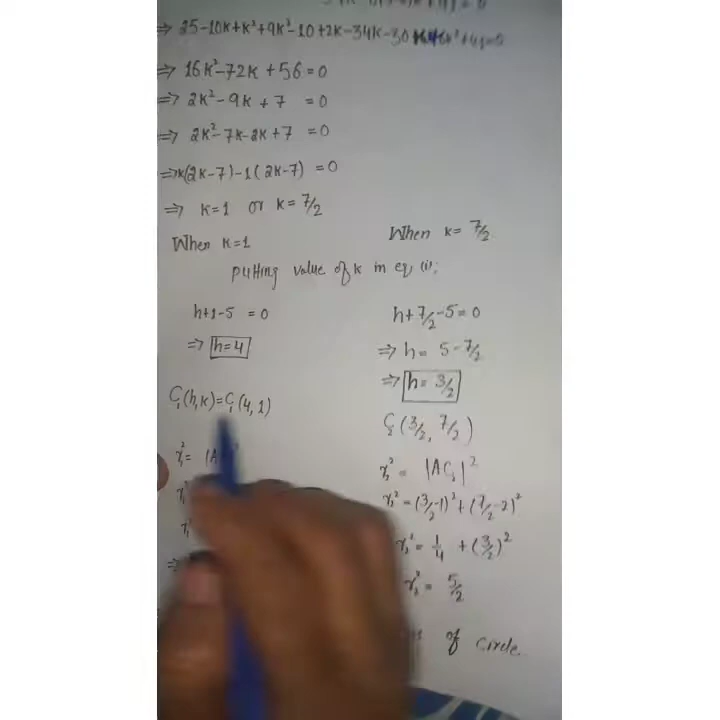 ⇒ 25-10k+k²+9k²-10+2k-34k-30
⇒ 16k²-72k+56=0
⇒ 2k²-9k+7 =0
⇒ 2k²-7k-2k+7 =0
⇒k(2k-7)-1(2k-7) =0
⇒ k=1 or k=7/2
When k=1
When k=7/2
putting value of k in eq (i),
h+1-5 =0
⇒ h=4
C₁(h,k)=C₁(4,1)
r₁²= |A
r₁²
⇒
h+7/2-5=0
⇒ h= 5-7/2
⇒ h=3/2
C₂(3/2, 7/2)
r₂² = |AC₂|²
r₂²=(3/2-1)²+(7/2-2)²
r₂²= 1/4 +(3/2)²
r₂²= 5/2
of circle